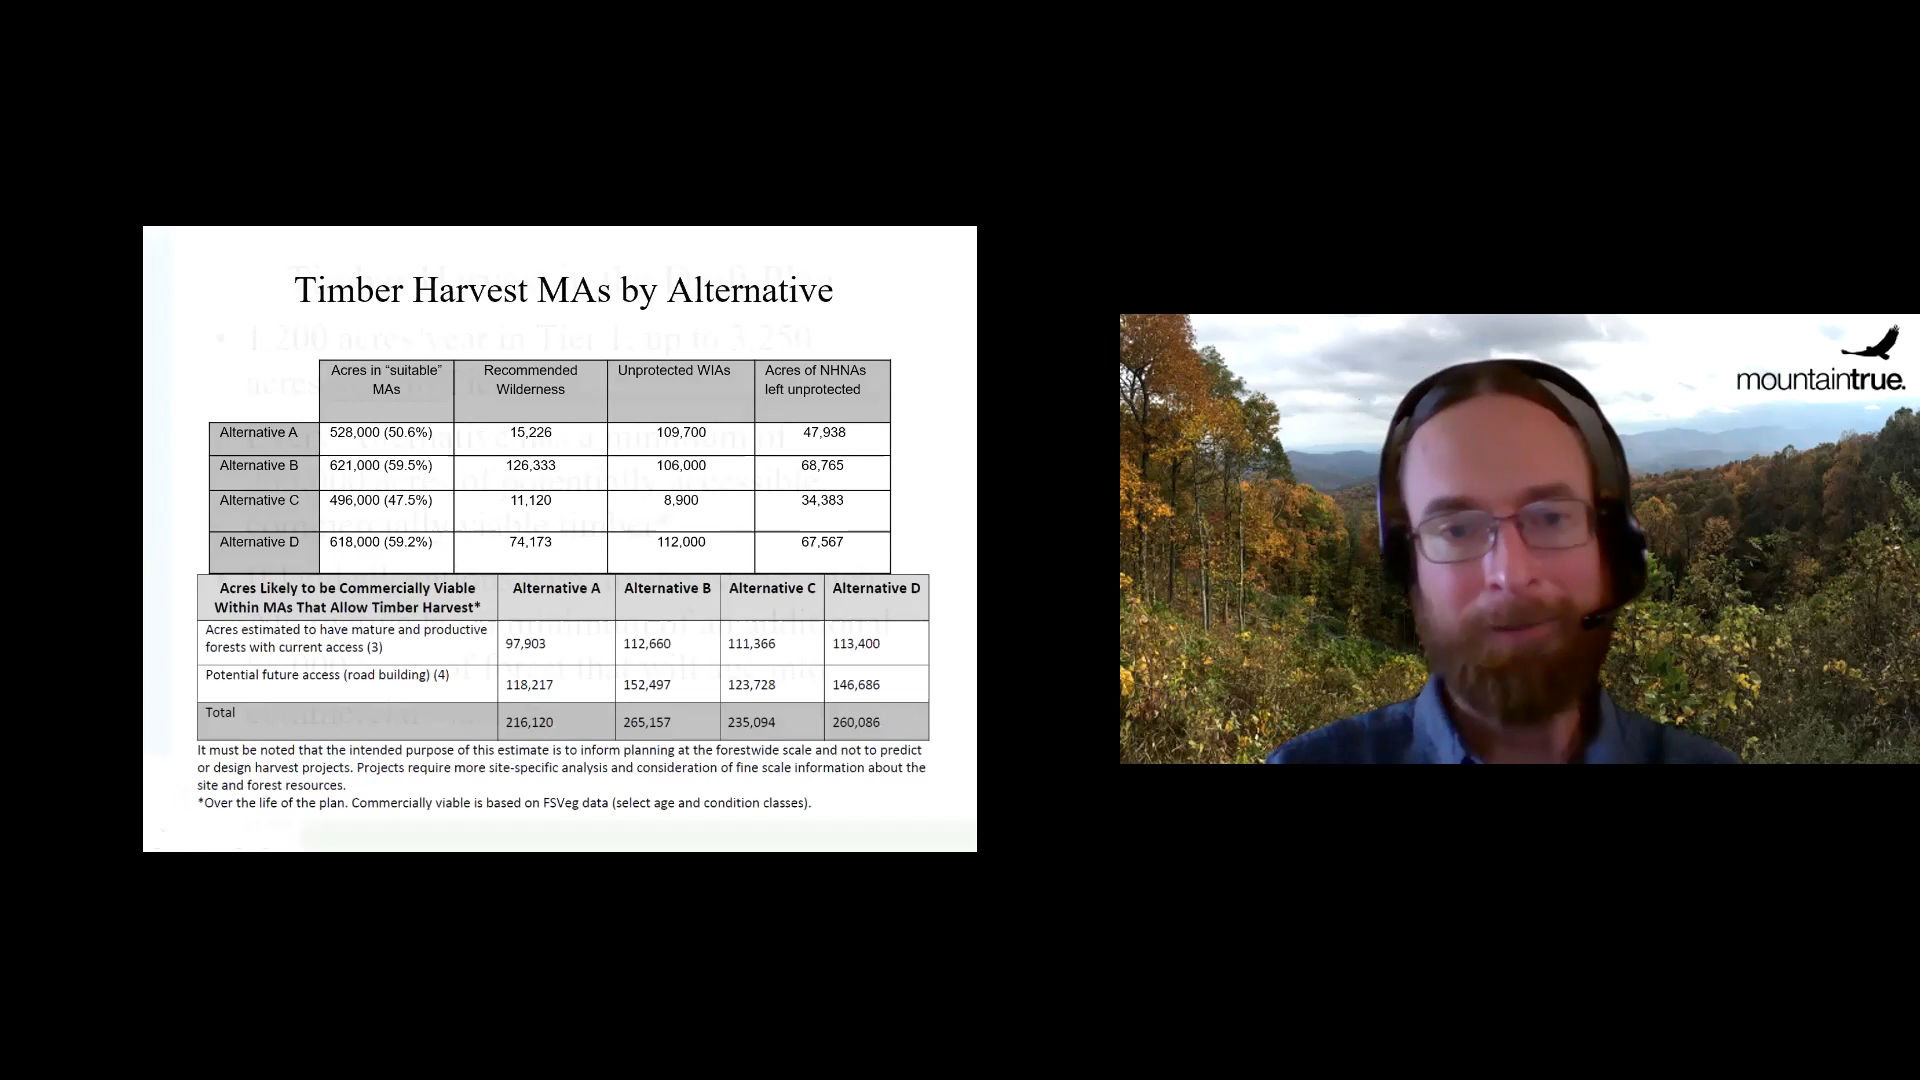 Timber Harvest MAs by Alternative
Acres in “suitable” MAs Recommended Wilderness Unprotected WIAs Acres of NHNAs left unprotected
Alternative A 528,000 (50.6%) 15,226 109,700 47,938
Alternative B 621,000 (59.5%) 126,333 106,000 68,765
Alternative C 496,000 (47.5%) 11,120 8,900 34,383
Alternative D 618,000 (59.2%) 74,173 112,000 67,567
Acres Likely to be Commercially Viable Within MAs That Allow Timber Harvest* Alternative A Alternative B Alternative C Alternative D
Acres estimated to have mature and productive forests with current access (3) 97,903 112,660 111,366 113,400
Potential future access (road building) (4) 118,217 152,497 123,728 146,686
Total 216,120 265,157 235,094 260,086
It must be noted that the intended purpose of this estimate is to inform planning at the forestwide scale and not to predict
or design harvest projects. Projects require more site-specific analysis and consideration of fine scale information about the
site and forest resources.
*Over the life of the plan. Commercially viable is based on FSVeg data (select age and condition classes).
mountaintrue.